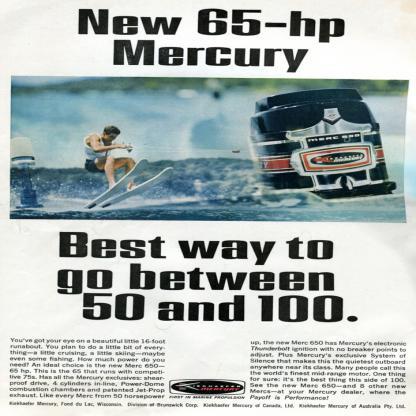 New 65-hp
Mercury
MERC 650
Best way to
go between
50 and 100.
You've got your eye on a beautiful little 16-foot
runabout. You plan to do a little bit of every-
thing—a little cruising, a little skiing—maybe
even some fishing. How much power do you
need? An ideal choice is the new Merc 650—
65 hp. This is the 65 that runs with competi-
tive 75s. Has all the Mercury exclusives: shear-
proof drive, 4 cylinders in-line, Power-Dome
combustion chambers and patented Jet-Prop
exhaust. Like every Merc from 50 horsepower
KIEKHAEFER
MERCURY
FIRST IN MARINE PROPULSION
up, the new Merc 650 has Mercury's electronic
Thunderbolt ignition with no breaker points to
adjust. Plus Mercury's exclusive System of
Silence that makes this the quietest outboard
anywhere near its class. Many people call this
the world's finest mid-range motor. One thing
for sure: it's the best thing this side of 100.
See the new Merc 650—and 8 other new
Mercs—at your Mercury dealer, where the
Payoff is Performance!
Kiekhaefer Mercury, Fond du Lac, Wisconsin. Division of Brunswick Corp. Kiekhaefer Mercury of Canada, Ltd. Kiekhaefer Mercury of Australia Pty. Ltd.